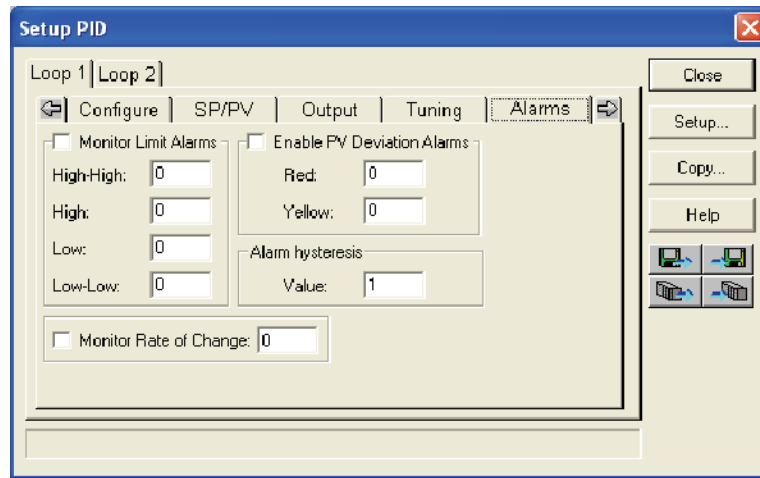 Setup PID
Loop 1 Loop 2
Configure SP/PV Output Tuning Alarms
Monitor Limit Alarms
High-High: 0
High: 0
Low: 0
Low-Low: 0
Enable PV Deviation Alarms
Red: 0
Yellow: 0
Alarm hysteresis
Value: 1
Monitor Rate of Change: 0
Close
Setup...
Copy...
Help